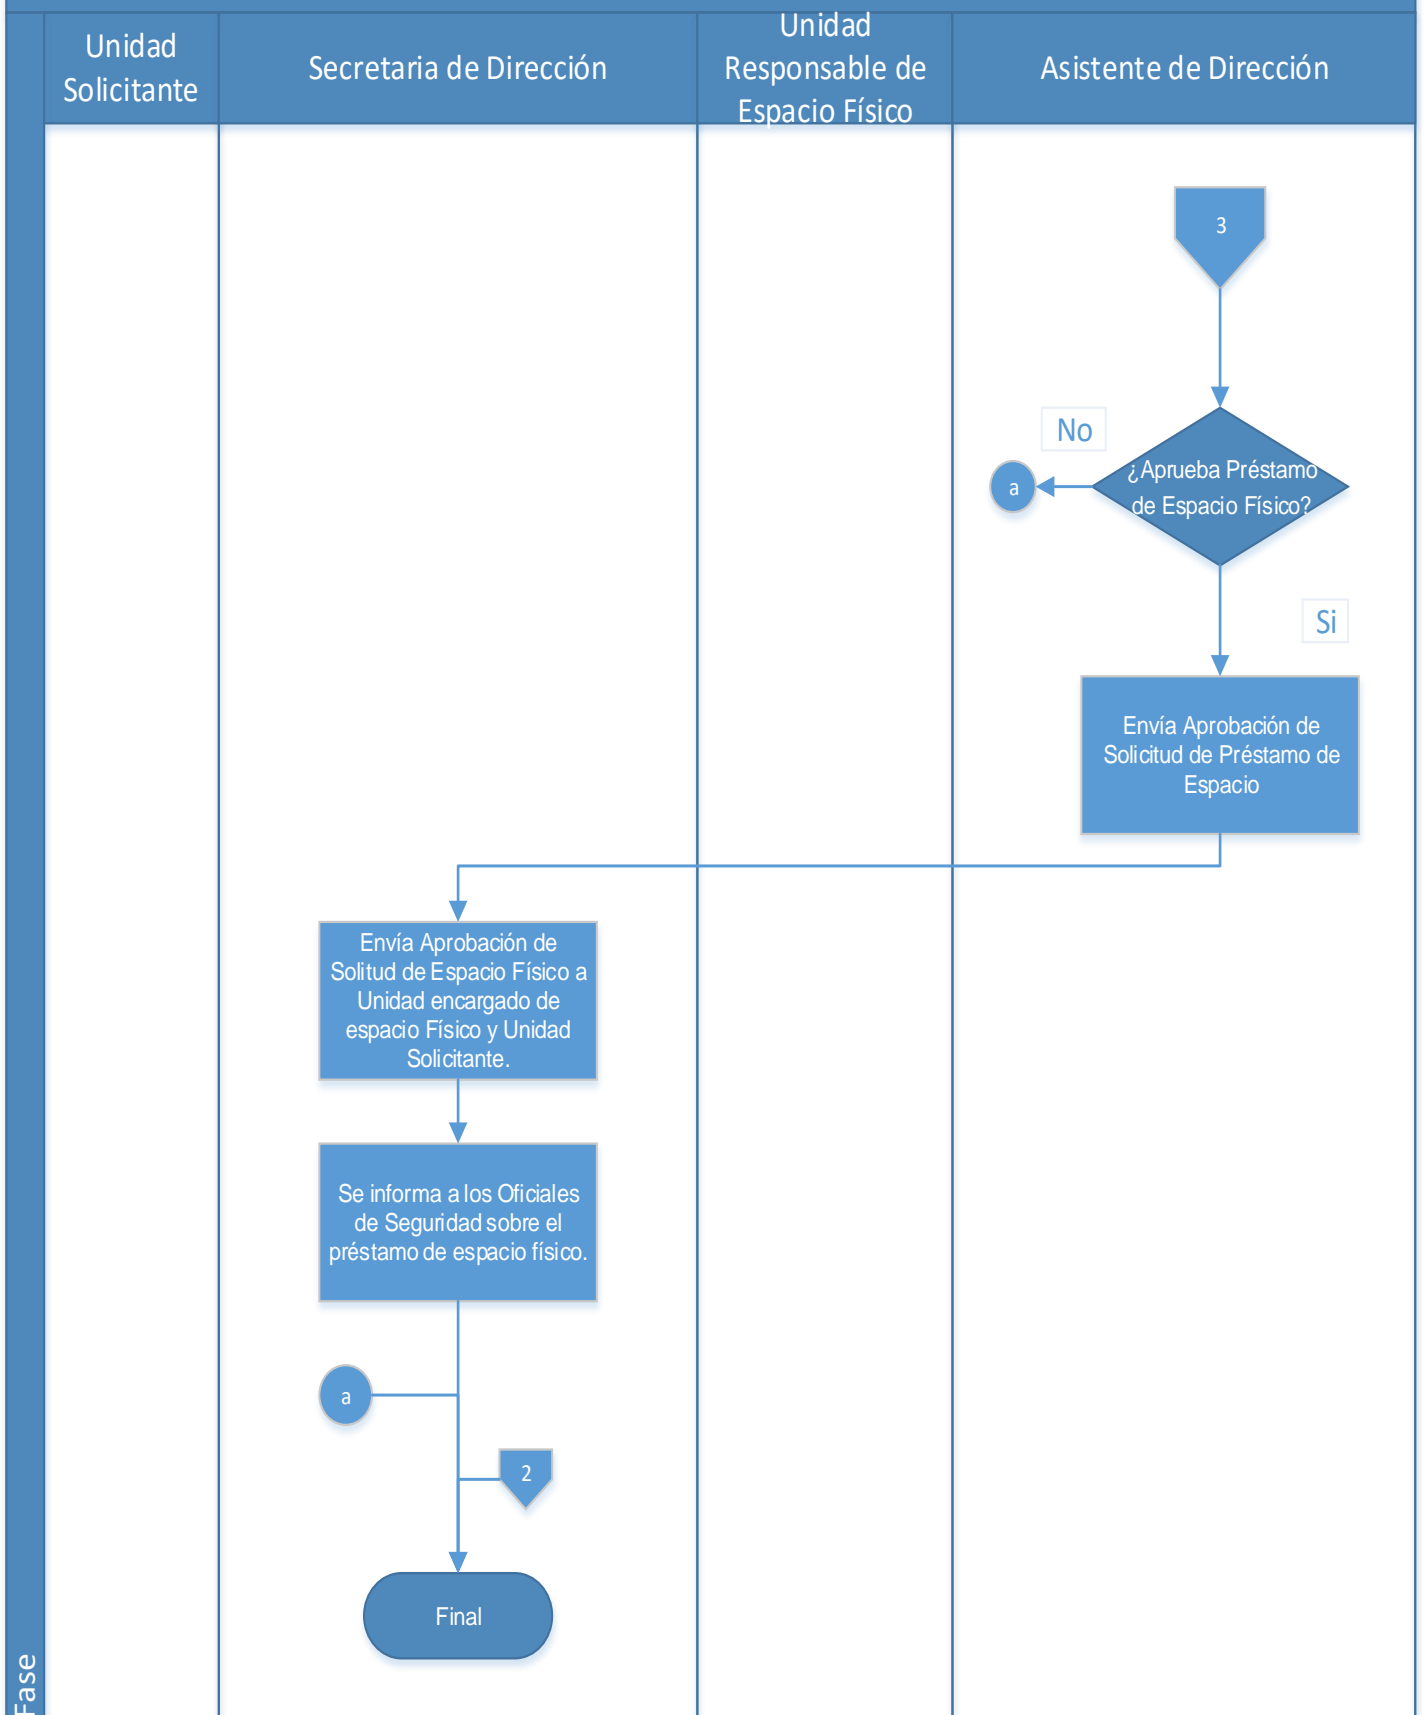 Unidad
Solicitante
Secretaria de Dirección
Unidad
Responsable de
Espacio Físico
Asistente de Dirección
3
No
a
¿Aprueba Préstamo
de Espacio Físico?
Si
Envía Aprobación de
Solicitud de Préstamo de
Espacio
Envía Aprobación de
Solitud de Espacio Físico a
Unidad encargado de
espacio Físico y Unidad
Solicitante.
Se informa a los Oficiales
de Seguridad sobre el
préstamo de espacio físico.
a
2
Final
Fase